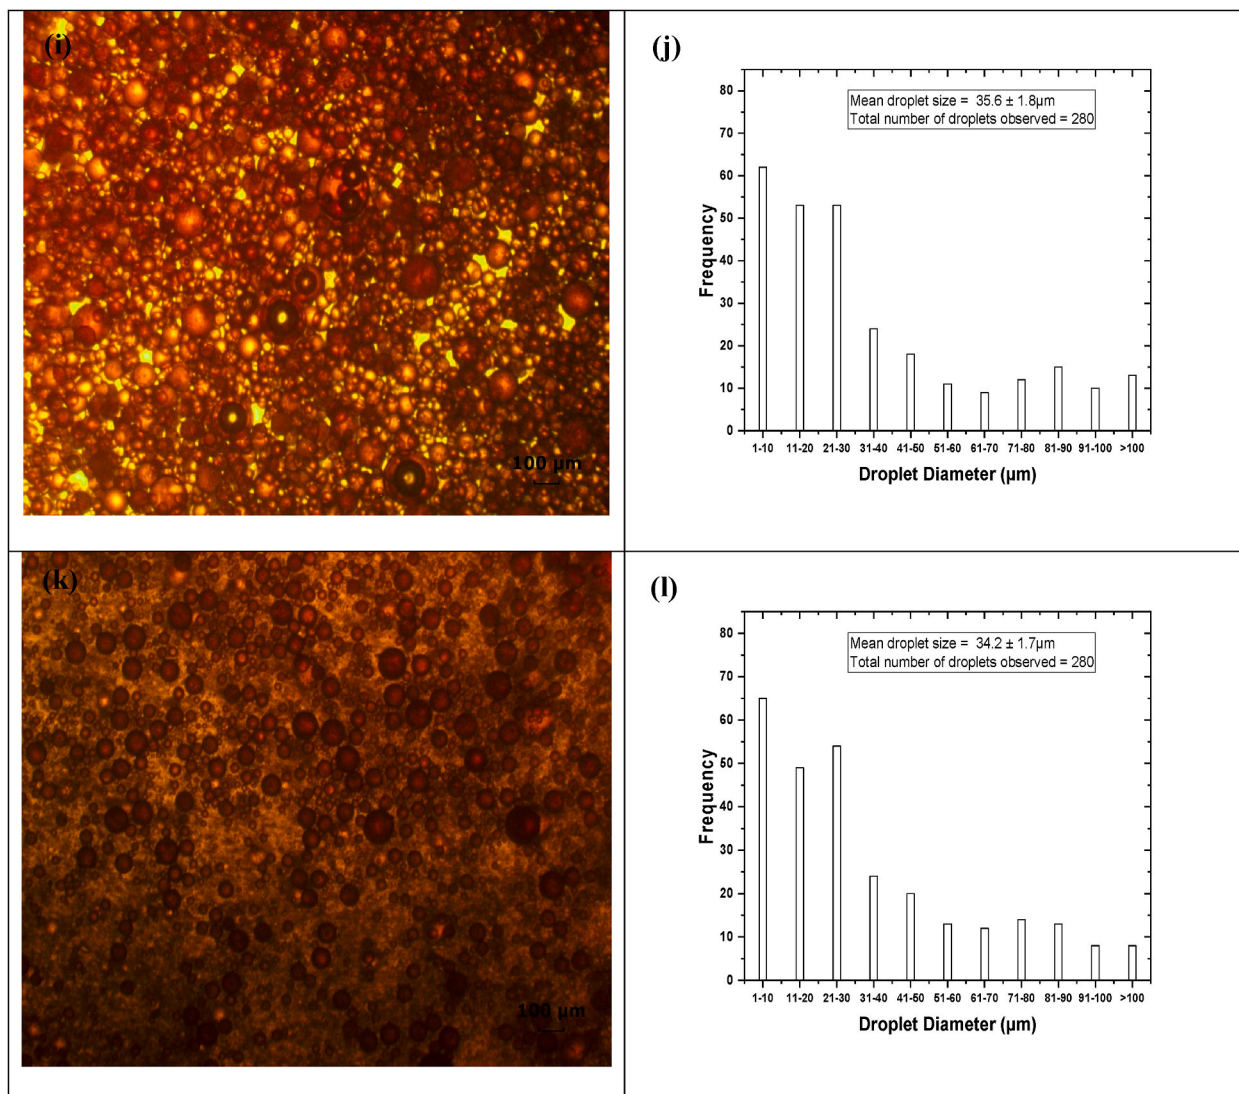 (i)
100 µm
(j)
Mean droplet size = 35.6 ± 1.8µm
Total number of droplets observed = 280
Frequency
80
70
60
50
40
30
20
10
0
1-10 11-20 21-30 31-40 41-50 51-60 61-70 71-80 81-90 91-100 >100
Droplet Diameter (µm)
(k)
100 µm
(l)
Mean droplet size = 34.2 ± 1.7µm
Total number of droplets observed = 280
Frequency
80
70
60
50
40
30
20
10
0
1-10 11-20 21-30 31-40 41-50 51-60 61-70 71-80 81-90 91-100 >100
Droplet Diameter (µm)